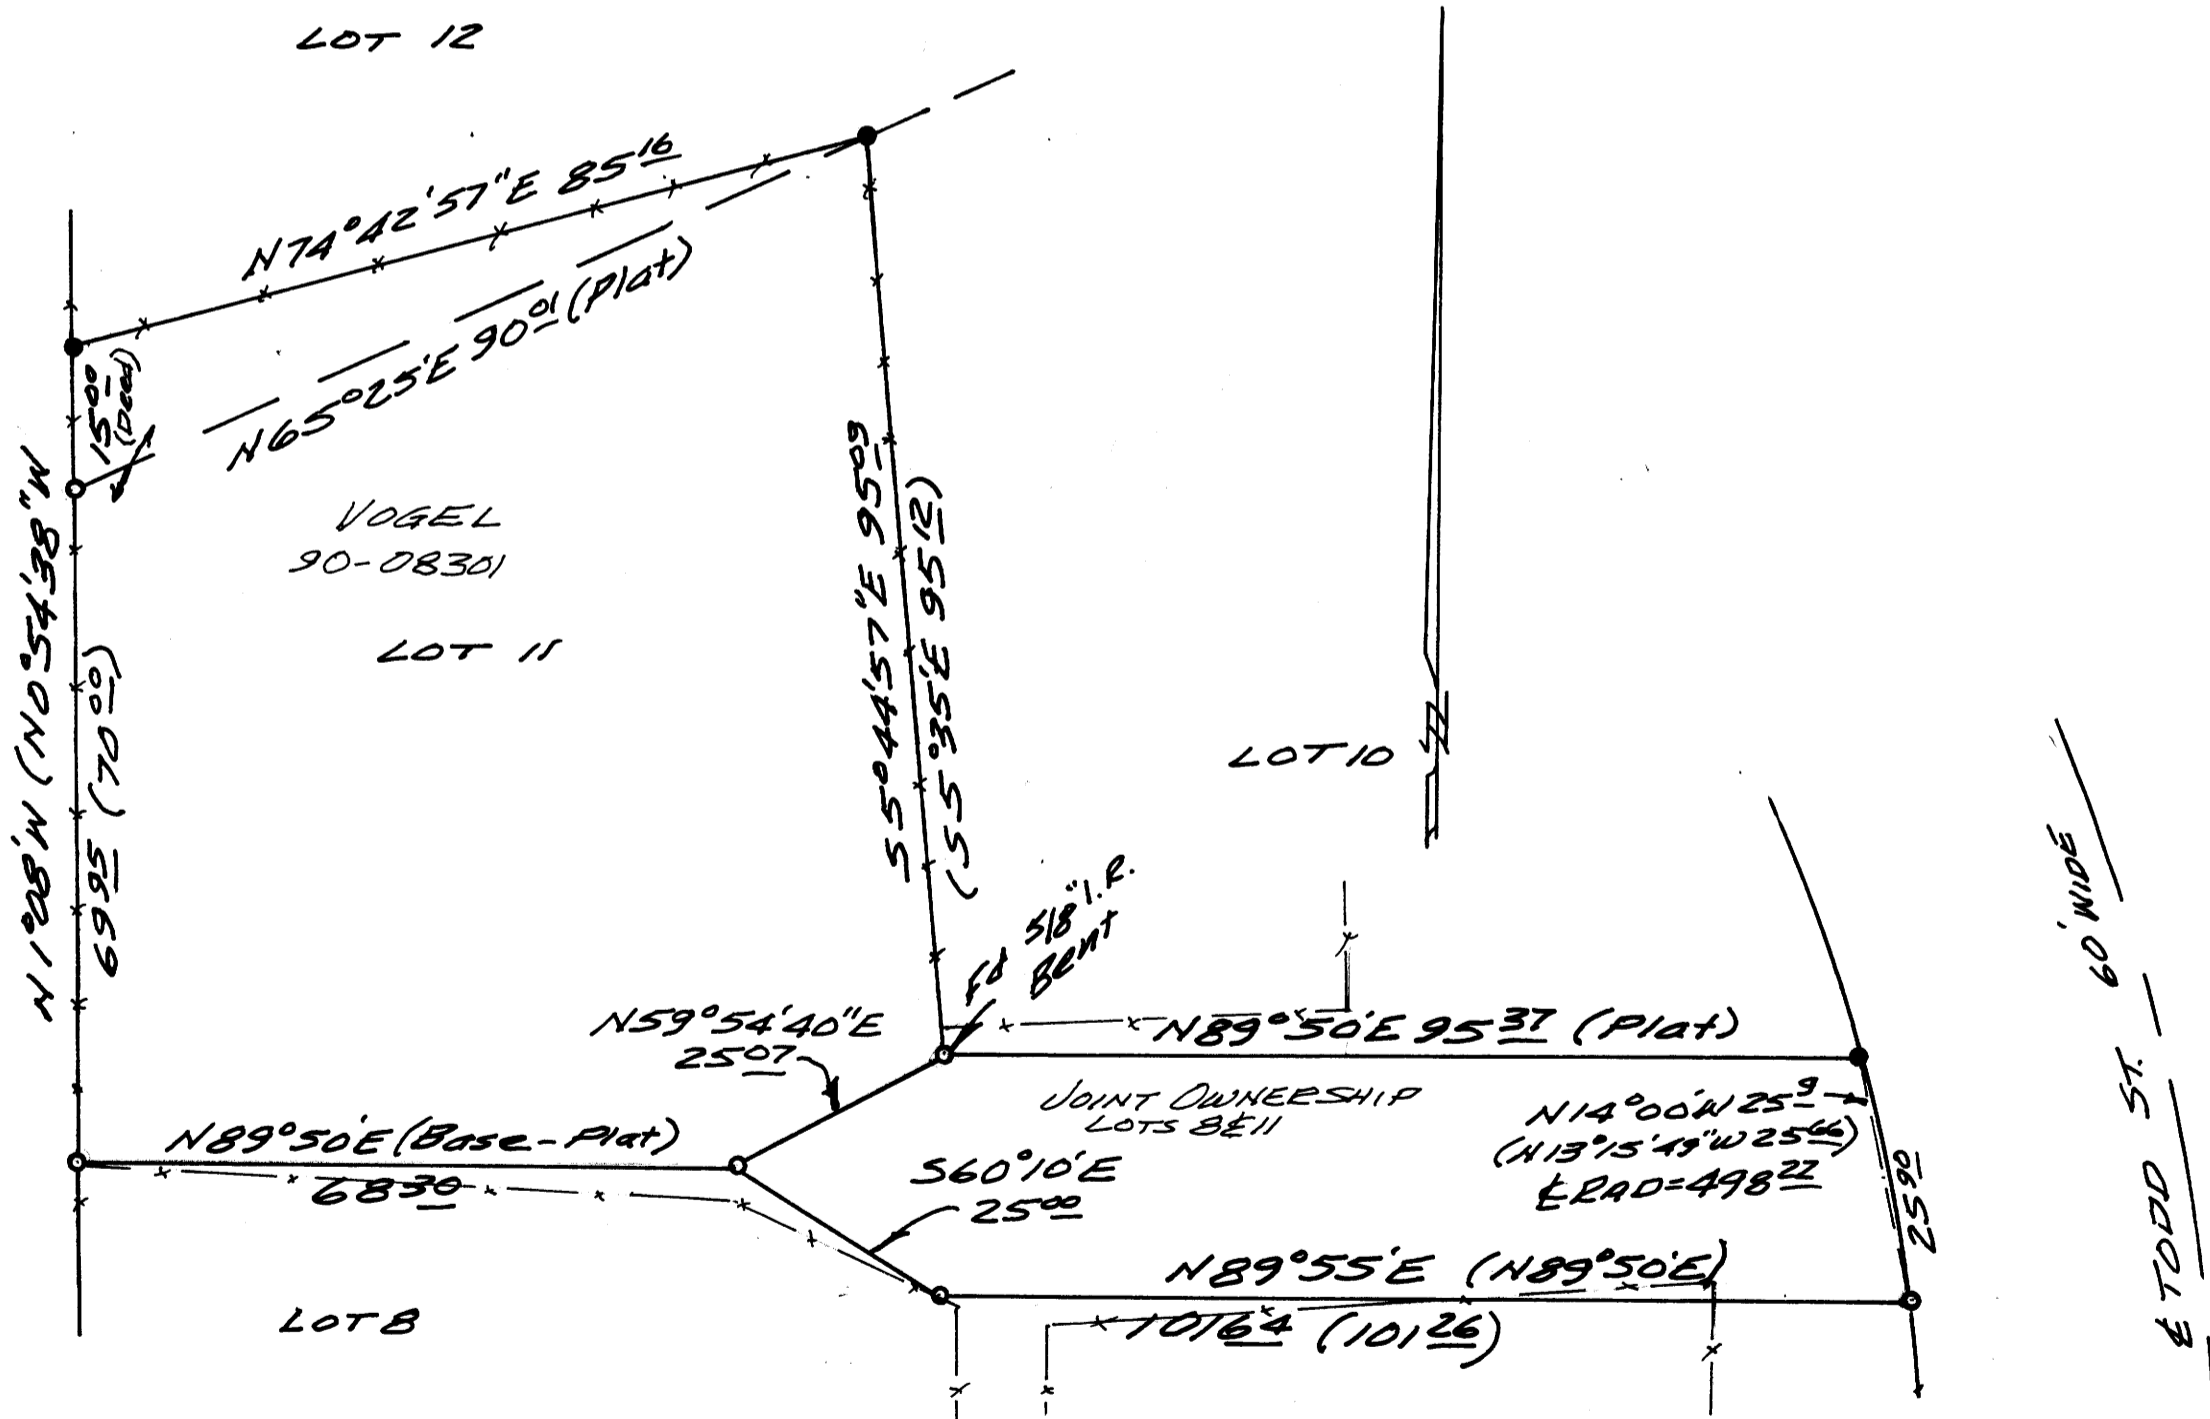 LOT 12
N74°42'57"E 85 16
N65°25'E 90 01 (Plat)
15 00
(Deed)
VOGEL
90-08301
LOT 11
N1°08'W (N0°54'38"W
69 95 (70 00)
S5°44'57"E 95 09
(S5°35'E 95 12)
LOT 10
fd 5/8" I.R.
Bent
N59°54'40"E
25 07
N89°50'E 95 37 (Plat)
JOINT OWNERSHIP
LOTS 8 & 11
N14°00'W 25 9
(N13°15'49"W 25 66)
℄ RAD=498 22
25 90
N89°50'E (Base-Plat)
68 30
S60°10'E
25 00
N89°55'E (N89°50'E)
101 64 (101 26)
LOT 8
60' WIDE
℄ TODD ST.